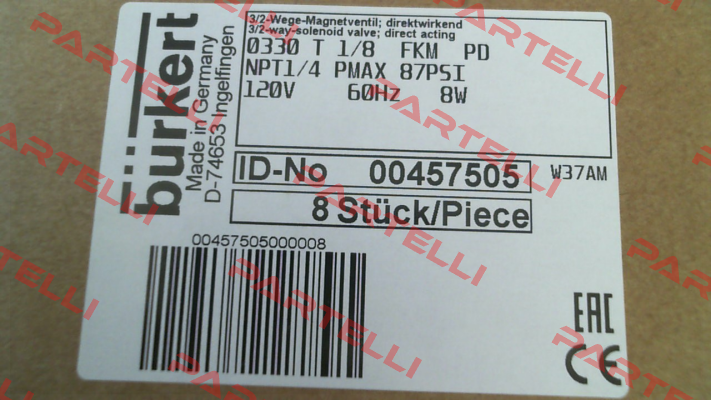 bürkert
Made in Germany
D-74653 Ingelfingen
3/2-Wege-Magnetventil; direktwirkend
3/2-way-solenoid valve; direct acting
0330 T 1/8 FKM PD
NPT1/4 PMAX 87PSI
120V 60Hz 8W
ID-No 00457505 W37AM
8 Stück/Piece
00457505000008
EAC
CE
PARTELLI
PARTELLI
PARTELLI
PARTELLI
PARTELLI
PARTELLI
PARTELLI